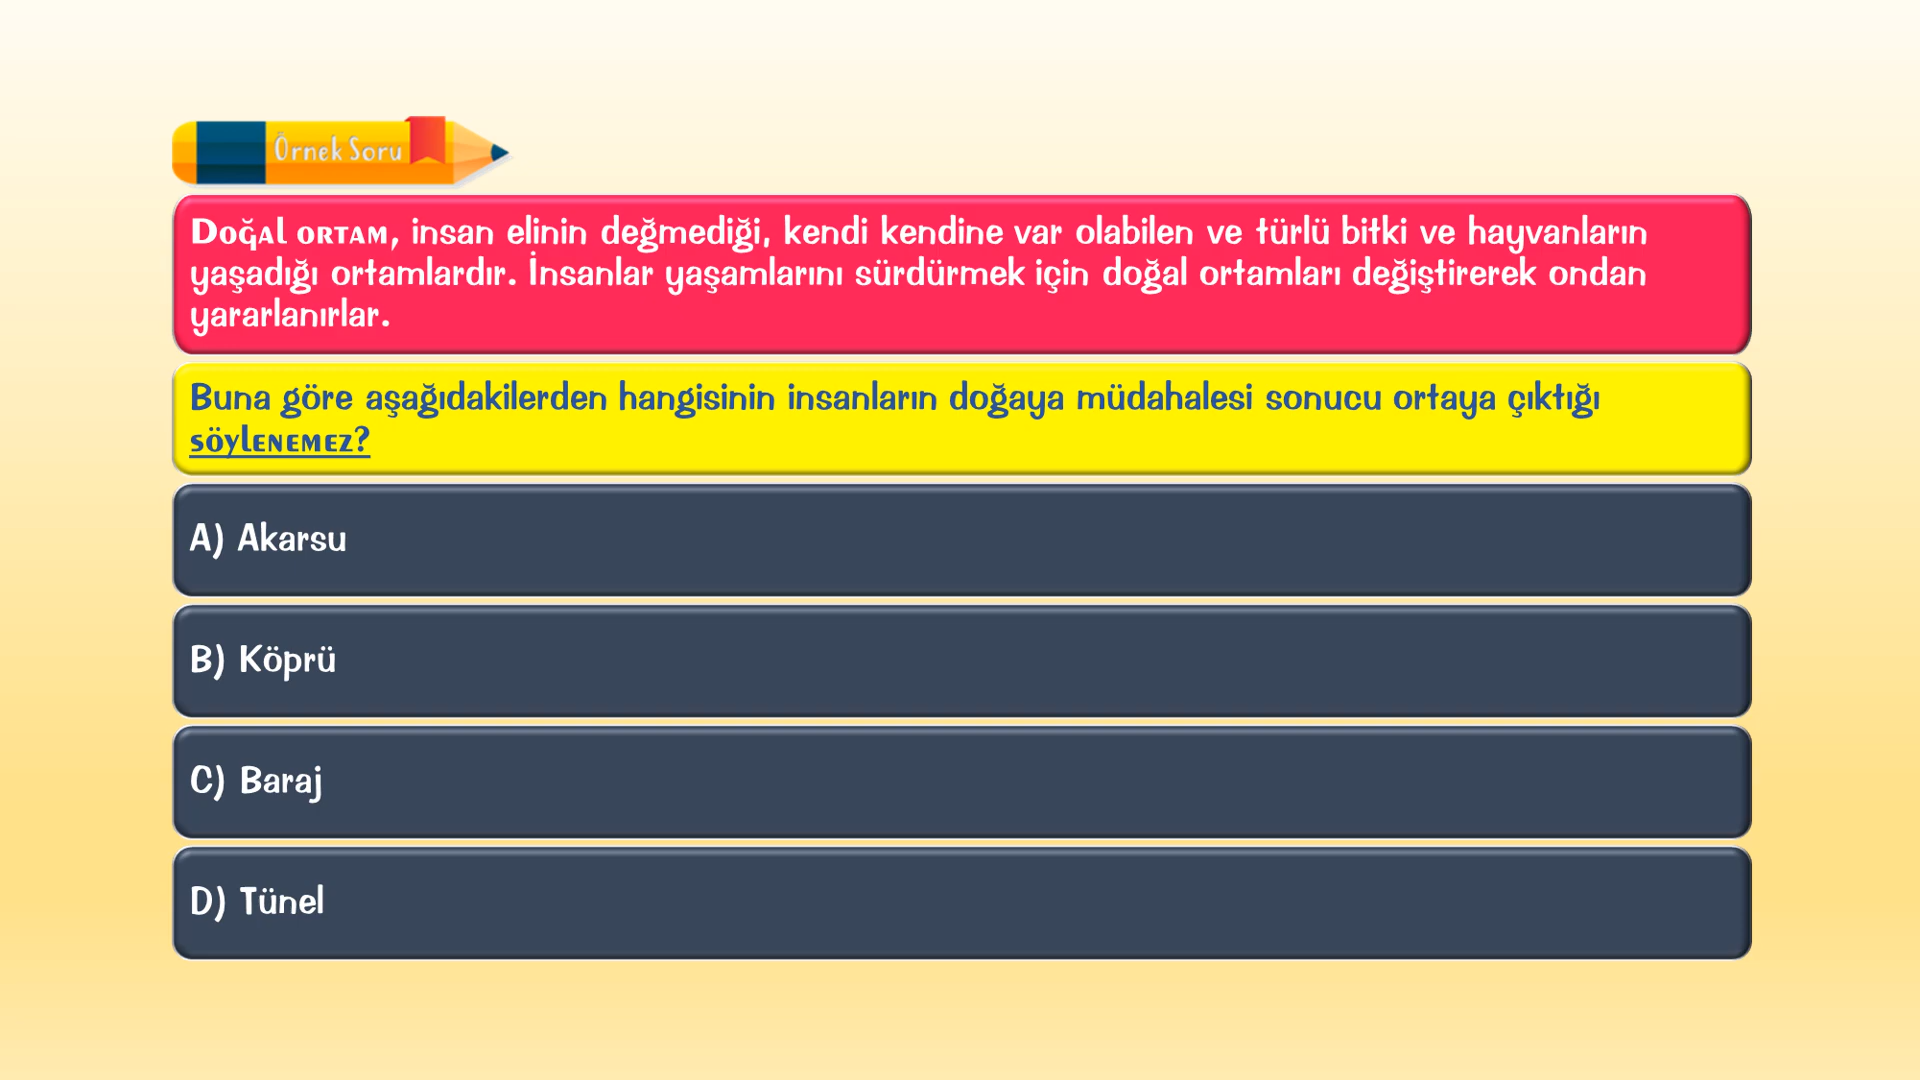 Örnek Soru
Doğal ortam, insan elinin değmediği, kendi kendine var olabilen ve türlü bitki ve hayvanların
yaşadığı ortamlardır. İnsanlar yaşamlarını sürdürmek için doğal ortamları değiştirerek ondan
yararlanırlar.
Buna göre aşağıdakilerden hangisinin insanların doğaya müdahalesi sonucu ortaya çıktığı
söylenemez?
A) Akarsu
B) Köprü
C) Baraj
D) Tünel